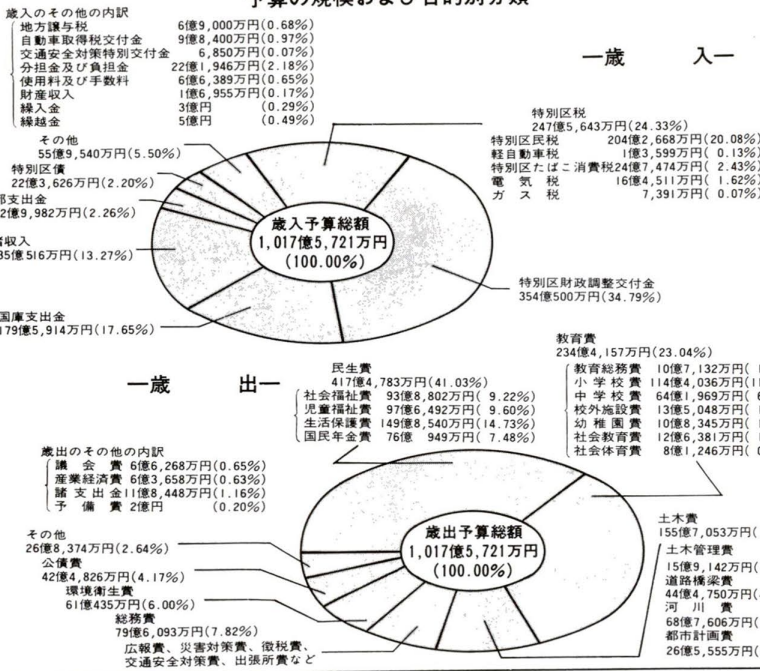 歳入のその他の内訳
地方譲与税 6億9,000万円(0.68%)
自動車取得税交付金 9億8,400万円(0.97%)
交通安全対策特別交付金 6,850万円(0.07%)
分担金及び負担金 22億1,946万円(2.18%)
使用料及び手数料 6億6,389万円(0.65%)
財産収入 1億6,955万円(0.17%)
繰入金 3億円 (0.29%)
繰越金 5億円 (0.49%)
一歳 入一
特別区税
247億5,643万円(24.33%)
特別区民税 204億2,668万円(20.08%)
軽自動車税 1億3,599万円( 0.13%)
特別区たばこ消費税24億7,474万円( 2.43%)
電気税 16億4,511万円( 1.62%)
ガス税 7,391万円( 0.07%)
その他
55億9,540万円(5.50%)
特別区債
22億3,626万円(2.20%)
支出金
2億9,982万円(2.26%)
収入
35億516万円(13.27%)
国庫支出金
179億5,914万円(17.65%)
歳入予算総額
1,017億5,721万円
(100.00%)
特別区財政調整交付金
354億500万円(34.79%)
一歳 出一
民生費
417億4,783万円(41.03%)
社会福祉費 93億8,802万円( 9.22%)
児童福祉費 97億6,492万円( 9.60%)
生活保護費 149億8,540万円(14.73%)
国民年金費 76億 949万円( 7.48%)
教育費
234億4,157万円(23.04%)
教育総務費 10億7,132万円(
小学校費 114億4,036万円(
中学校費 64億1,969万円(
校外施設費 13億5,048万円(
幼稚園費 10億8,345万円(
社会教育費 12億6,381万円(
社会体育費 8億1,246万円(
歳出のその他の内訳
議会費 6億6,268万円(0.65%)
産業経済費 6億3,658万円(0.63%)
諸支出金 11億8,448万円(1.16%)
予備費 2億円 (0.20%)
その他
26億8,374万円(2.64%)
公債費
42億4,826万円(4.17%)
環境衛生費
61億435万円(6.00%)
総務費
79億6,093万円(7.82%)
広報費、災害対策費、徴税費、
交通安全対策費、出張所費など
歳出予算総額
1,017億5,721万円
(100.00%)
土木費
155億7,053万円(
土木管理費
15億9,142万円(
道路橋梁費
44億4,750万円(
河川費
68億7,606万円(
都市計画費
26億5,555万円(